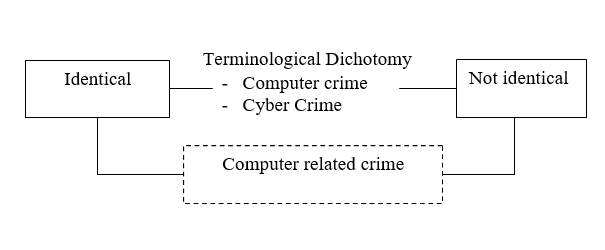 Terminological Dichotomy
Identical
- Computer crime
- Cyber Crime
Not identical
Computer related crime